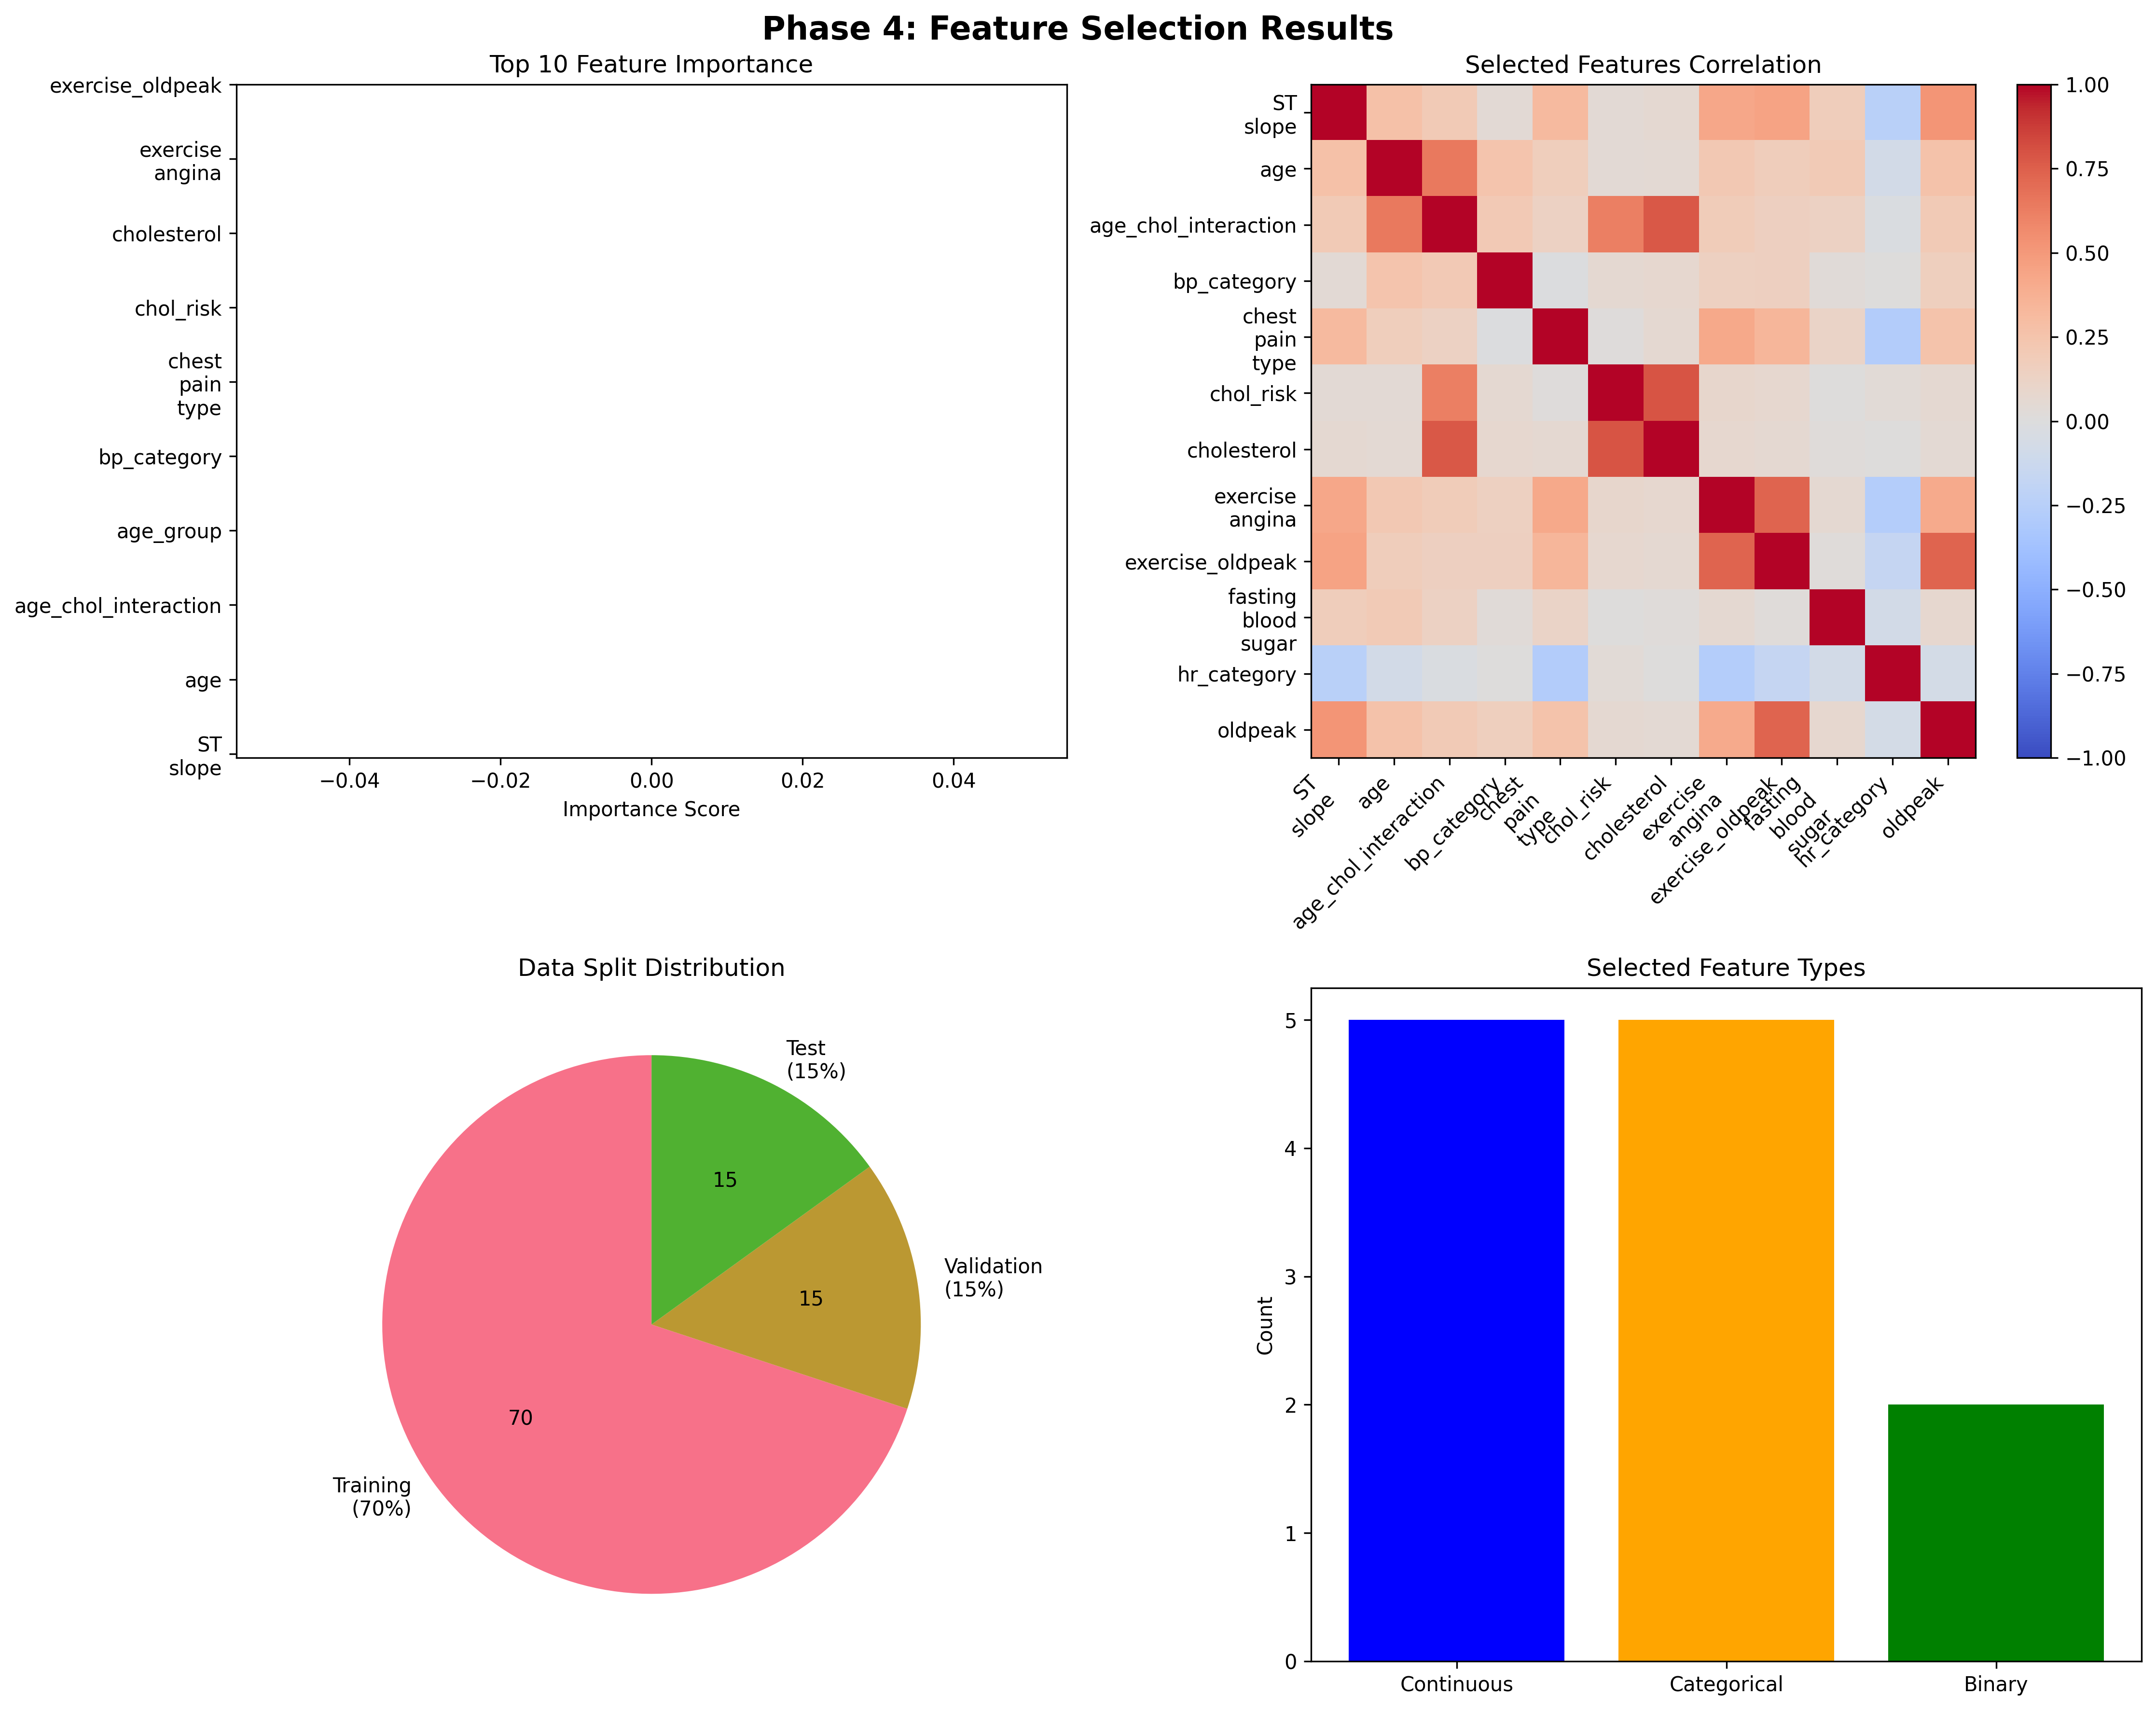 Phase 4: Feature Selection Results
Top 10 Feature Importance
exercise_oldpeak
exercise
angina
cholesterol
chol_risk
chest
pain
type
bp_category
age_group
age_chol_interaction
age
ST
slope
−0.04
−0.02
0.00
0.02
0.04
Importance Score
Selected Features Correlation
ST
slope
age
age_chol_interaction
bp_category
chest
pain
type
chol_risk
cholesterol
exercise
angina
exercise_oldpeak
fasting
blood
sugar
hr_category
oldpeak
ST
slope
age
age_chol_interaction
bp_category
chest
pain
type
chol_risk
cholesterol
exercise
angina
exercise_oldpeak
fasting
blood
sugar
hr_category
oldpeak
1.00
0.75
0.50
0.25
0.00
−0.25
−0.50
−0.75
−1.00
Data Split Distribution
Test
(15%)
15
Validation
(15%)
15
70
Training
(70%)
Selected Feature Types
5
4
3
2
1
0
Count
Continuous
Categorical
Binary